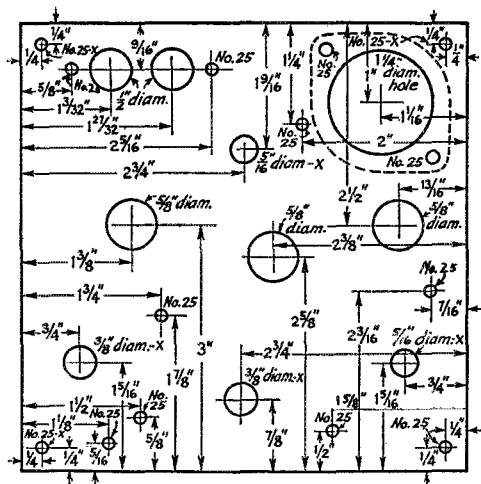 1/4"
1/4
No.25-X
5/8"
No.25
1 3/32"
1 21/32"
2 5/16"
2 3/4"
1/2" diam.
9/16"
No.25
1 9/16"
5/16" diam-X
1 1/4"
No.25
No.25-X
No.25
1/4"
1/4"
1 1/4" diam. hole
1"
1 1/16"
2"
No.25
2 1/2"
13/16"
5/8" diam.
5/8" diam.
1 3/8"
5/8" diam.
2 3/8"
1 3/4"
No.25
3/4"
3/8" diam-X
1 5/16"
1 7/8"
3"
2 5/8"
2 3/16"
No.25
7/16"
2 3/4"
3/8" diam-X
5/16" diam-X
3/4"
1 5/16"
1 5/8"
1 1/2"
No.25
1 1/8"
No.25
No.25-X
1/4
1/4"
5/16
5/8"
7/8"
1/2"
No.25
No.25
1/4"
1/4"